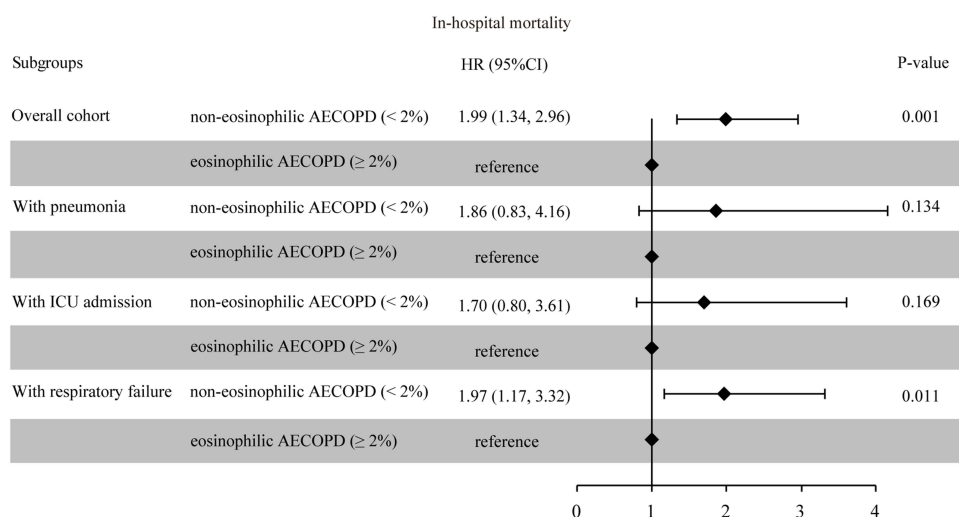 In-hospital mortality
Subgroups HR (95%CI) P-value
Overall cohort non-eosinophilic AECOPD (< 2%) 1.99 (1.34, 2.96) 0.001
eosinophilic AECOPD (≥ 2%) reference
With pneumonia non-eosinophilic AECOPD (< 2%) 1.86 (0.83, 4.16) 0.134
eosinophilic AECOPD (≥ 2%) reference
With ICU admission non-eosinophilic AECOPD (< 2%) 1.70 (0.80, 3.61) 0.169
eosinophilic AECOPD (≥ 2%) reference
With respiratory failure non-eosinophilic AECOPD (< 2%) 1.97 (1.17, 3.32) 0.011
eosinophilic AECOPD (≥ 2%) reference
0 1 2 3 4